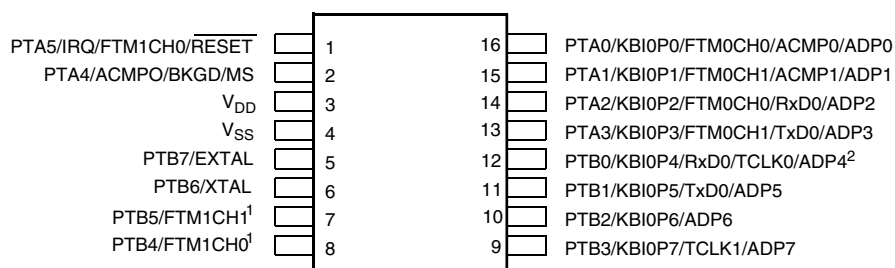 PTA5/IRQ/FTM1CH0/RESET 1 16 PTA0/KBI0P0/FTM0CH0/ACMP0/ADP0
PTA4/ACMPO/BKGD/MS 2 15 PTA1/KBI0P1/FTM0CH1/ACMP1/ADP1
VDD 3 14 PTA2/KBI0P2/FTM0CH0/RxD0/ADP2
VSS 4 13 PTA3/KBI0P3/FTM0CH1/TxD0/ADP3
PTB7/EXTAL 5 12 PTB0/KBI0P4/RxD0/TCLK0/ADP4²
PTB6/XTAL 6 11 PTB1/KBI0P5/TxD0/ADP5
PTB5/FTM1CH1¹ 7 10 PTB2/KBI0P6/ADP6
PTB4/FTM1CH0¹ 8 9 PTB3/KBI0P7/TCLK1/ADP7